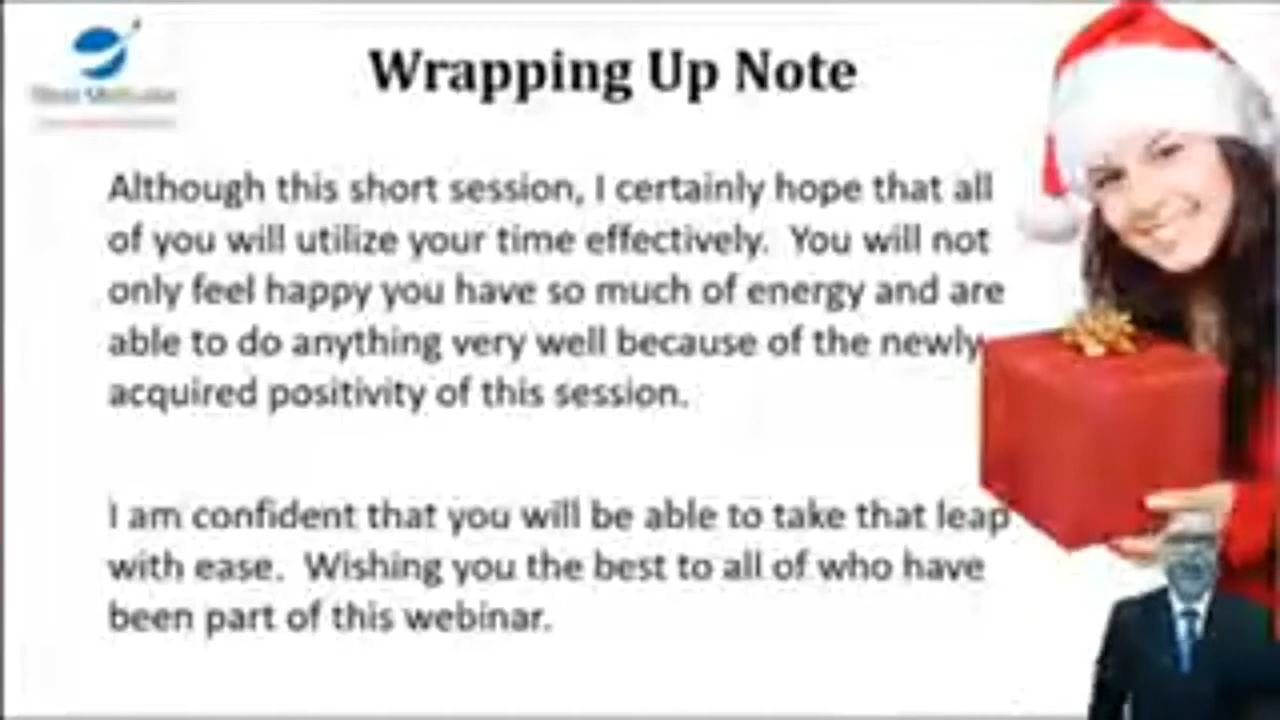 Wrapping Up Note
Although this short session, I certainly hope that all
of you will utilize your time effectively. You will not
only feel happy you have so much of energy and are
able to do anything very well because of the newly
acquired positivity of this session.
I am confident that you will be able to take that leap
with ease. Wishing you the best to all of who have
been part of this webinar.